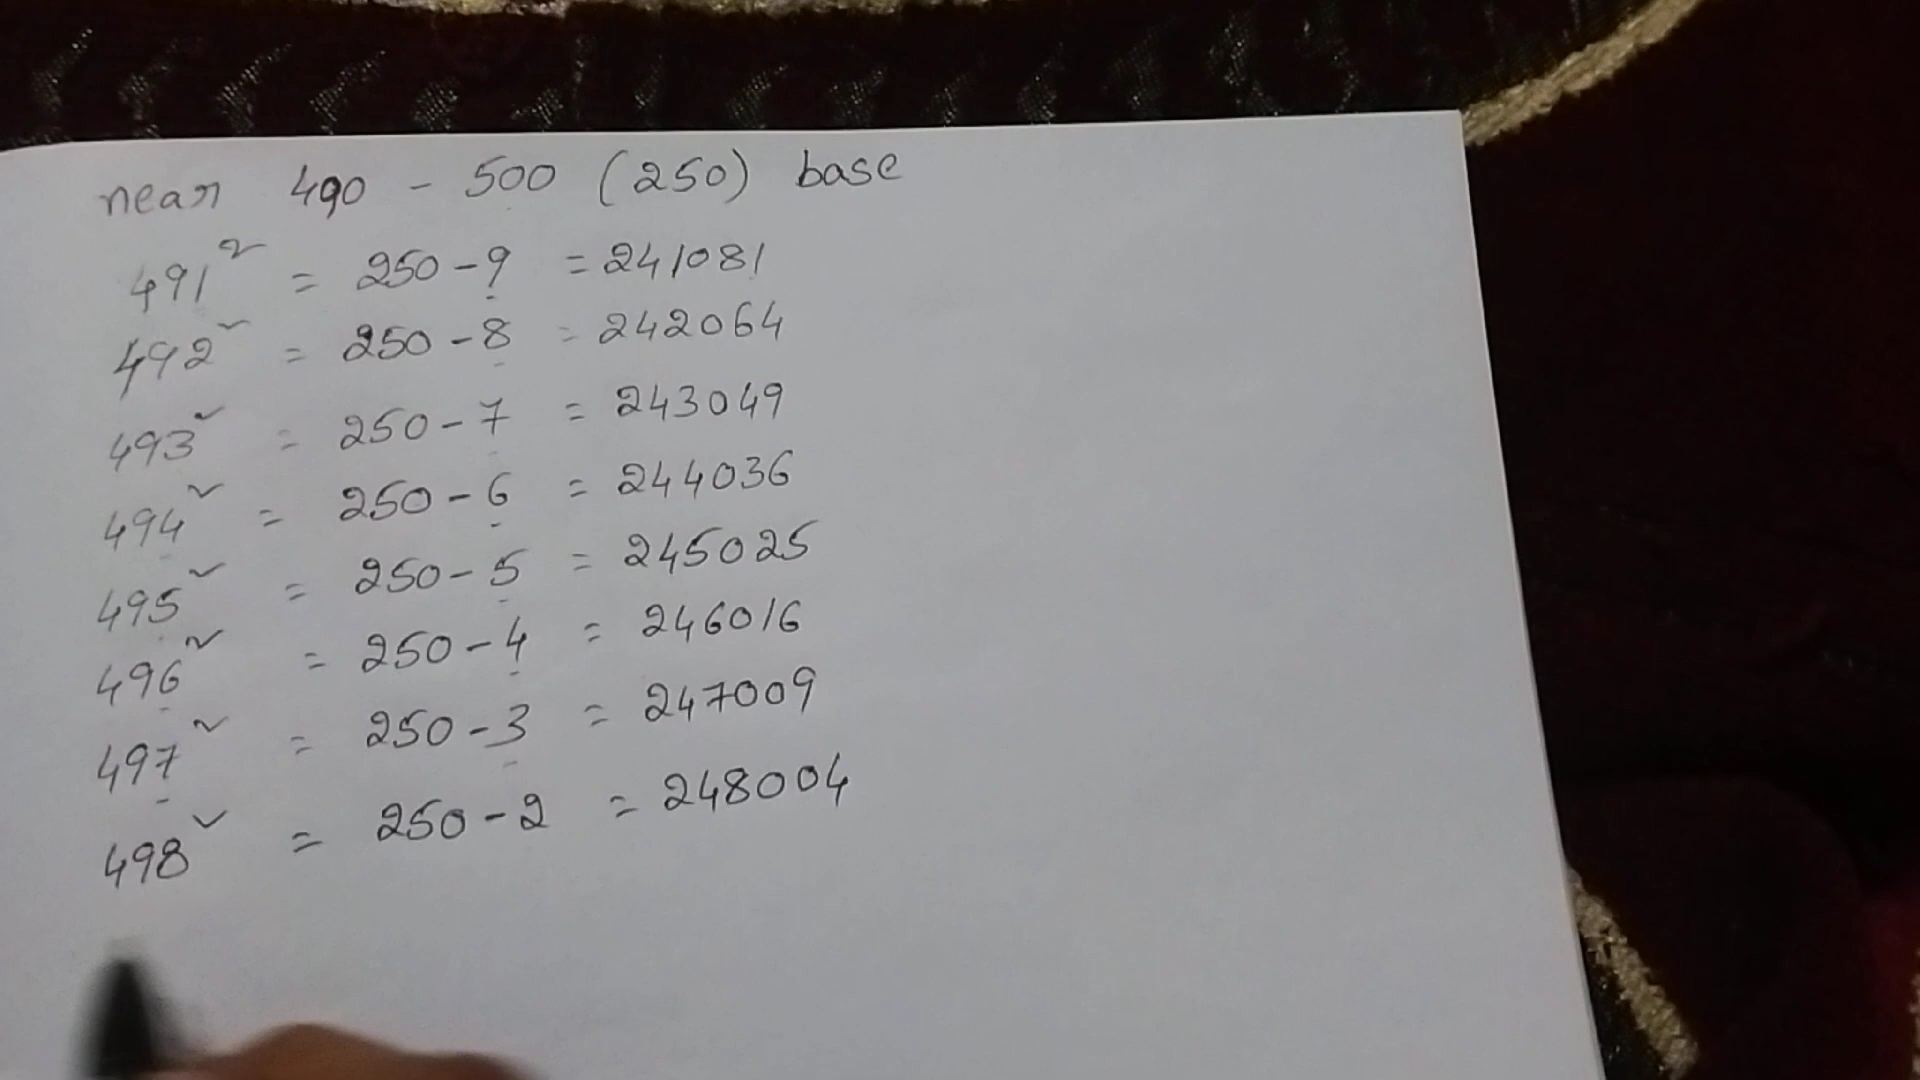 near 490 - 500 (250) base
491² = 250-9 = 241081
492² = 250-8 = 242064
493² = 250-7 = 243049
494² = 250-6 = 244036
495² = 250-5 = 245025
496² = 250-4 = 246016
497² = 250-3 = 247009
498² = 250-2 = 248004